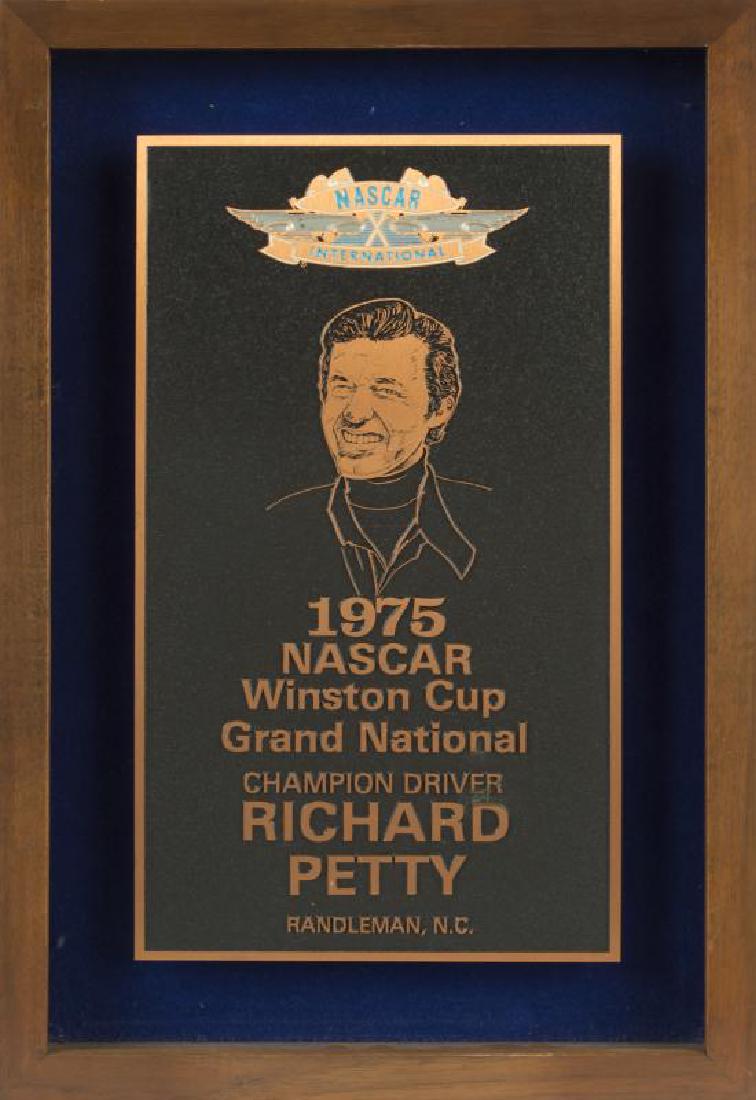 NASCAR
INTERNATIONAL
1975
NASCAR
Winston Cup
Grand National
CHAMPION DRIVER
RICHARD
PETTY
RANDLEMAN, N.C.